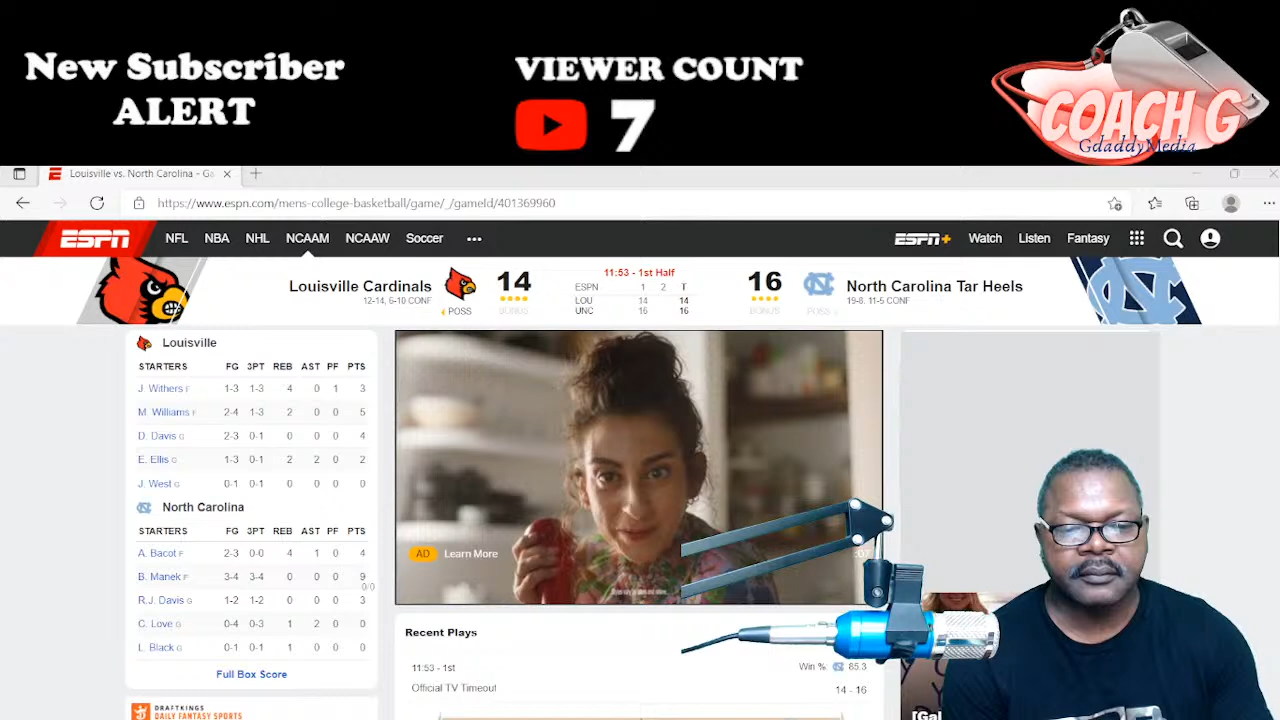 New Subscriber
ALERT
VIEWER COUNT
7
COACH G
GdaddyMedia
Louisville vs. North Carolina - Ga
https://www.espn.com/mens-college-basketball/game/_/gameId/401369960
ESPN NFL NBA NHL NCAAM NCAAW Soccer ••• ESPN+ Watch Listen Fantasy
Louisville Cardinals
12-14, 6-10 CONF
POSS
14
BONUS
11:53 - 1st Half
ESPN 1 2 T
LOU 14 14
UNC 16 16
16
BONUS
North Carolina Tar Heels
19-8, 11-5 CONF
POSS
Louisville
STARTERS FG 3PT REB AST PF PTS
J. Withers F 1-3 1-3 4 0 1 3
M. Williams F 2-4 1-3 2 0 0 5
D. Davis G 2-3 0-1 0 0 0 4
E. Ellis G 1-3 0-1 2 2 0 2
J. West G 0-1 0-1 0 0 0 0
North Carolina
STARTERS FG 3PT REB AST PF PTS
A. Bacot F 2-3 0-0 4 1 0 4
B. Manek F 3-4 3-4 0 0 0 9
0/0
R.J. Davis G 1-2 1-2 0 0 0 3
C. Love G 0-4 0-3 1 2 0 0
L. Black G 0-1 0-1 1 0 0 0
Full Box Score
DRAFTKINGS
DAILY FANTASY SPORTS
AD Learn More
:07
Recent Plays
11:53 - 1st Win %: 85.3
Official TV Timeout 14 - 16
[Gal